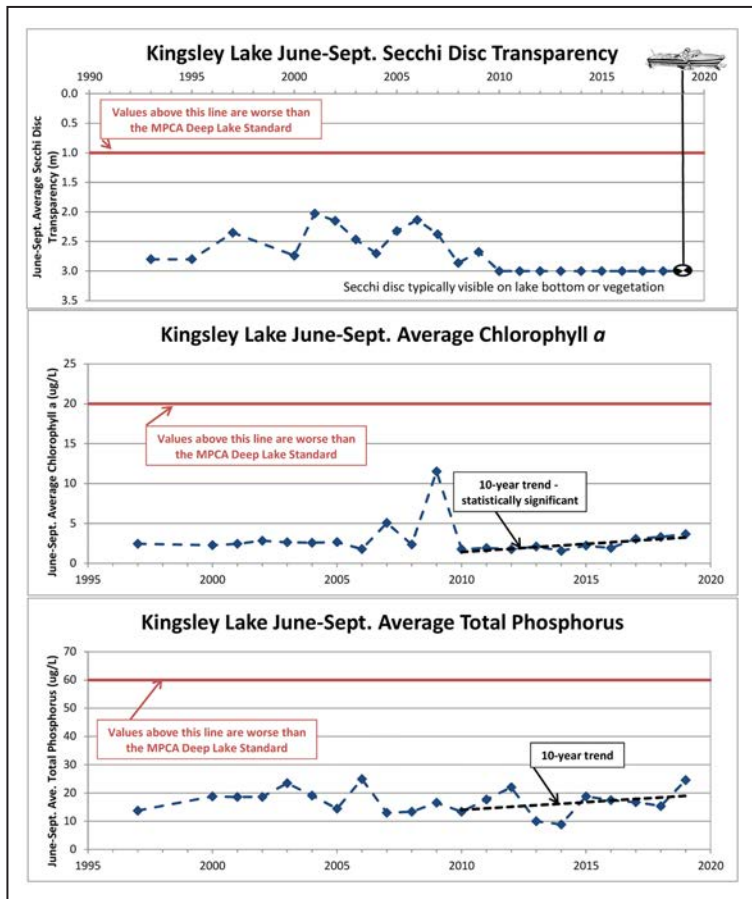 Kingsley Lake June-Sept. Secchi Disc Transparency
1990 1995 2000 2005 2010 2015 2020
0.0
0.5
1.0
1.5
2.0
2.5
3.0
3.5
June-Sept. Average Secchi Disc
Transparency (m)
Values above this line are worse than
the MPCA Deep Lake Standard
Secchi disc typically visible on lake bottom or vegetation
Kingsley Lake June-Sept. Average Chlorophyll a
25
20
15
10
5
0
June-Sept. Average Chlorophyll a (ug/L)
Values above this line are worse than
the MPCA Deep Lake Standard
10-year trend -
statistically significant
1995 2000 2005 2010 2015 2020
Kingsley Lake June-Sept. Average Total Phosphorus
70
60
50
40
30
20
10
0
June-Sept. Ave. Total Phosphorus (ug/L)
Values above this line are worse than
the MPCA Deep Lake Standard
10-year trend
1995 2000 2005 2010 2015 2020